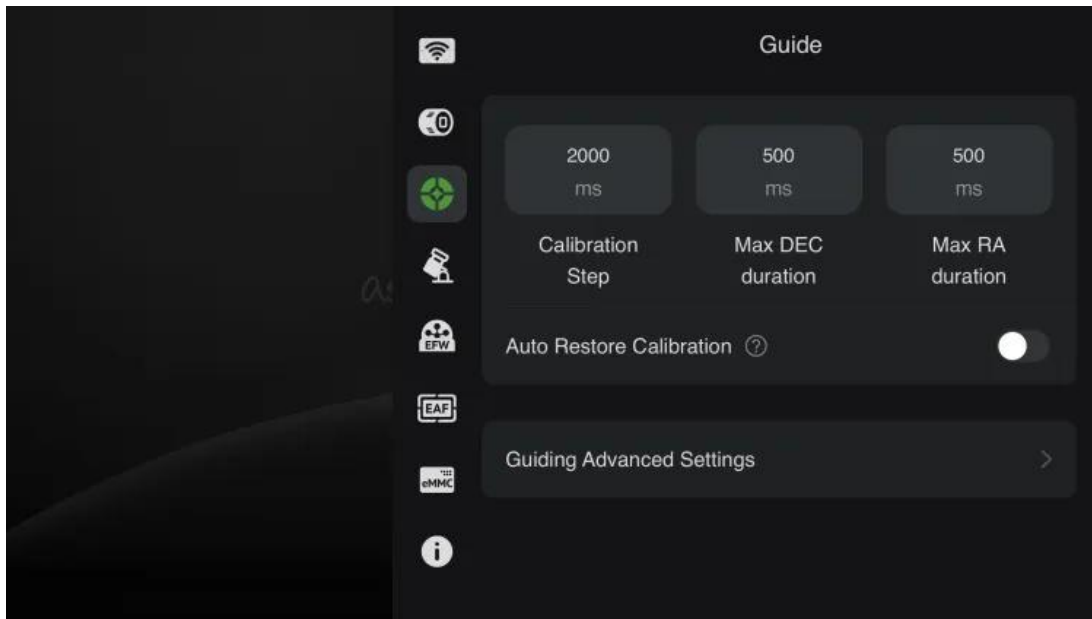 Guide
2000
ms
500
ms
500
ms
Calibration
Step
Max DEC
duration
Max RA
duration
Auto Restore Calibration ?
EFW
EAF
Guiding Advanced Settings
eMMC
i
as